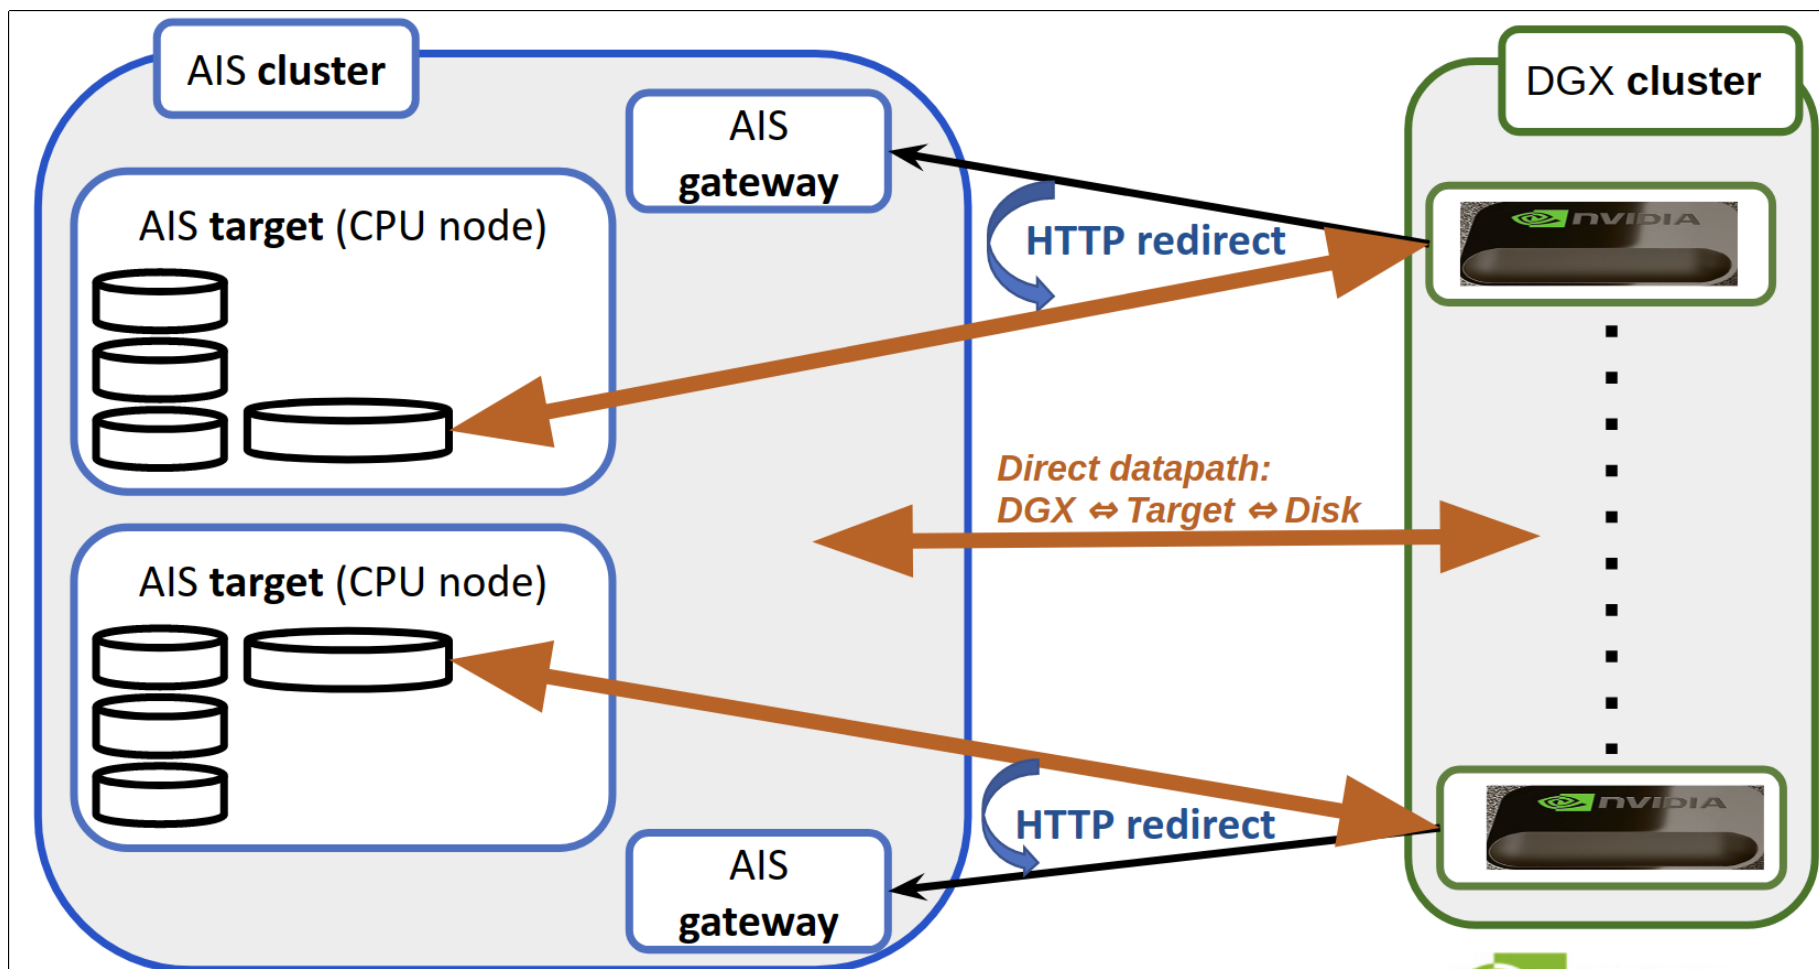 AIS cluster
DGX cluster
AIS
gateway
AIS target (CPU node)
NVIDIA
HTTP redirect
Direct datapath:
DGX ⇔ Target ⇔ Disk
AIS target (CPU node)
NVIDIA
HTTP redirect
AIS
gateway